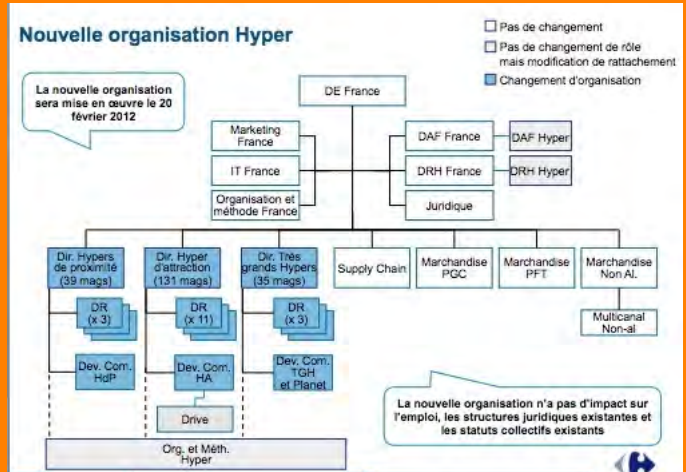 Nouvelle organisation Hyper
Pas de changement
Pas de changement de rôle
mais modification de rattachement
Changement d'organisation
La nouvelle organisation
sera mise en œuvre le 20
février 2012
DE France
Marketing
France
DAF France
DAF Hyper
IT France
DRH France
DRH Hyper
Organisation et
méthode France
Juridique
Dir. Hypers
de proximité
(39 mags)
Dir. Hyper
d'attraction
(131 mags)
Dir. Très
grands Hypers
(35 mags)
Supply Chain
Marchandise
PGC
Marchandise
PFT
Marchandise
Non Al.
DR
(x 3)
DR
(x 11)
DR
(x 3)
Multicanal
Non-al
Dev. Com.
HdP
Dev. Com.
HA
Dev. Com.
TGH
et Planet
Drive
La nouvelle organisation n'a pas d'impact sur
l'emploi, les structures juridiques existantes et
les statuts collectifs existants
Org. et Méth.
Hyper